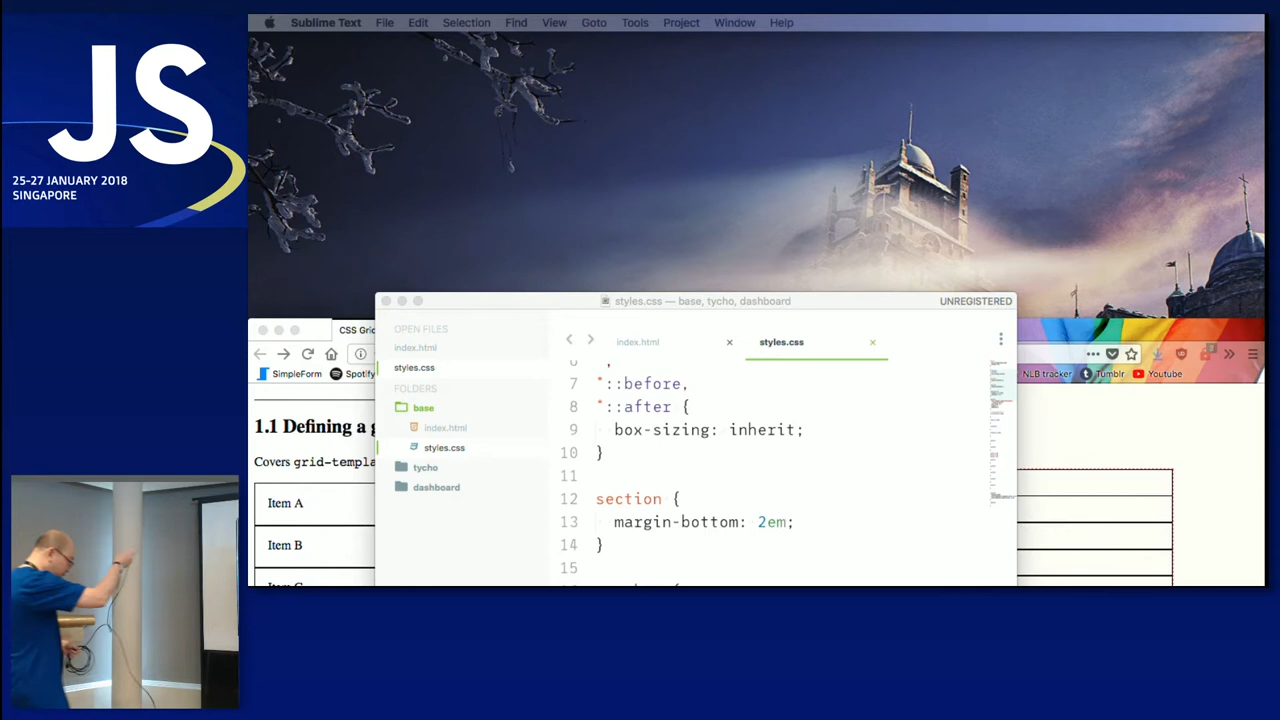 JS
25-27 JANUARY 2018
SINGAPORE
Sublime Text File Edit Selection Find View Goto Tools Project Window Help
styles.css — base, tycho, dashboard
UNREGISTERED
OPEN FILES
index.html
styles.css
FOLDERS
base
index.html
styles.css
tycho
dashboard
index.html
styles.css
7 *::before,
8 *::after {
9 box-sizing: inherit;
10 }
11
12 section {
13 margin-bottom: 2em;
14 }
15
CSS Gri
SimpleForm
Spotify
NLB tracker
Tumblr
Youtube
1.1 Defining a g
Covers grid-templa
Item A
Item B